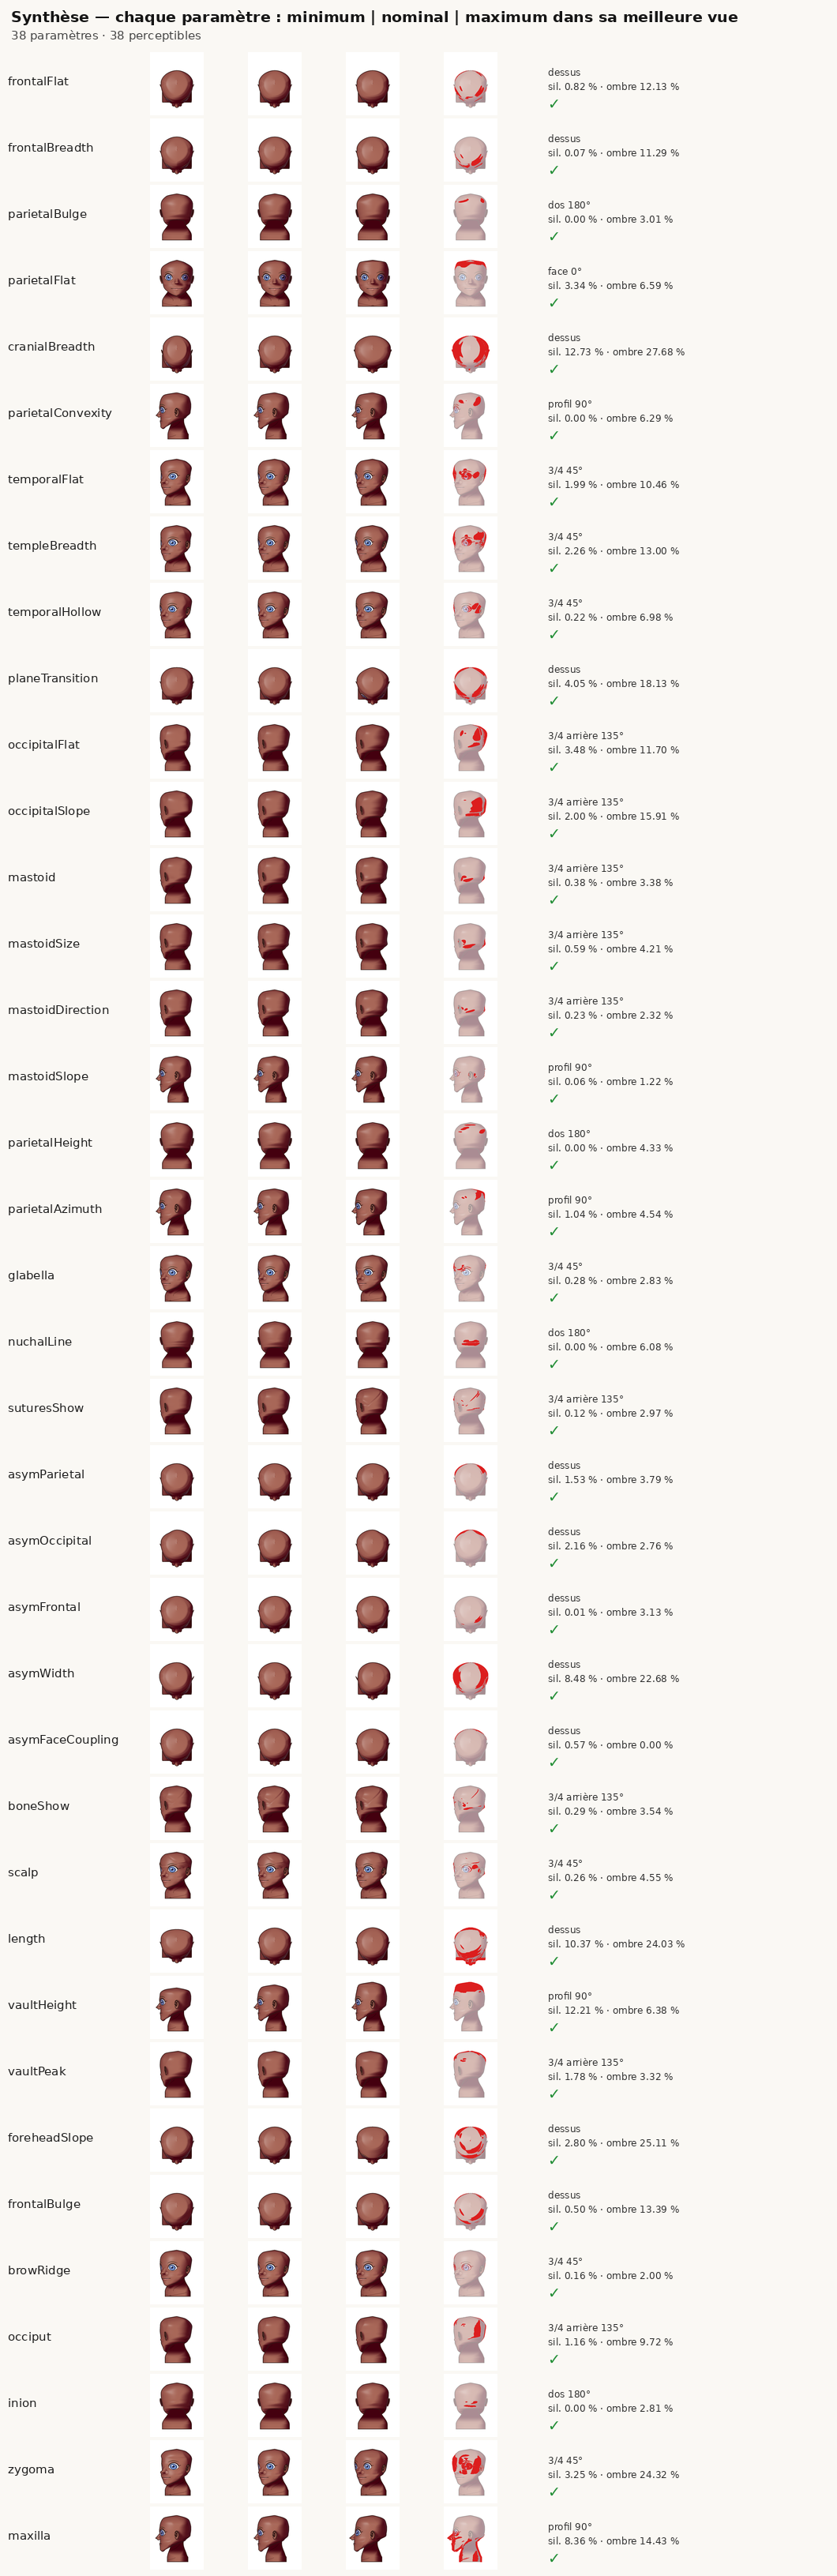 Synthèse — chaque paramètre : minimum | nominal | maximum dans sa meilleure vue
38 paramètres · 38 perceptibles
frontalFlat
dessus
sil. 0.82 % · ombre 12.13 %
✓
frontalBreadth
dessus
sil. 0.07 % · ombre 11.29 %
✓
parietalBulge
dos 180°
sil. 0.00 % · ombre 3.01 %
✓
parietalFlat
face 0°
sil. 3.34 % · ombre 6.59 %
✓
cranialBreadth
dessus
sil. 12.73 % · ombre 27.68 %
✓
parietalConvexity
profil 90°
sil. 0.00 % · ombre 6.29 %
✓
temporalFlat
3/4 45°
sil. 1.99 % · ombre 10.46 %
✓
templeBreadth
3/4 45°
sil. 2.26 % · ombre 13.00 %
✓
temporalHollow
3/4 45°
sil. 0.22 % · ombre 6.98 %
✓
planeTransition
dessus
sil. 4.05 % · ombre 18.13 %
✓
occipitalFlat
3/4 arrière 135°
sil. 3.48 % · ombre 11.70 %
✓
occipitalSlope
3/4 arrière 135°
sil. 2.00 % · ombre 15.91 %
✓
mastoid
3/4 arrière 135°
sil. 0.38 % · ombre 3.38 %
✓
mastoidSize
3/4 arrière 135°
sil. 0.59 % · ombre 4.21 %
✓
mastoidDirection
3/4 arrière 135°
sil. 0.23 % · ombre 2.32 %
✓
mastoidSlope
profil 90°
sil. 0.06 % · ombre 1.22 %
✓
parietalHeight
dos 180°
sil. 0.00 % · ombre 4.33 %
✓
parietalAzimuth
profil 90°
sil. 1.04 % · ombre 4.54 %
✓
glabella
3/4 45°
sil. 0.28 % · ombre 2.83 %
✓
nuchalLine
dos 180°
sil. 0.00 % · ombre 6.08 %
✓
suturesShow
3/4 arrière 135°
sil. 0.12 % · ombre 2.97 %
✓
asymParietal
dessus
sil. 1.53 % · ombre 3.79 %
✓
asymOccipital
dessus
sil. 2.16 % · ombre 2.76 %
✓
asymFrontal
dessus
sil. 0.01 % · ombre 3.13 %
✓
asymWidth
dessus
sil. 8.48 % · ombre 22.68 %
✓
asymFaceCoupling
dessus
sil. 0.57 % · ombre 0.00 %
✓
boneShow
3/4 arrière 135°
sil. 0.29 % · ombre 3.54 %
✓
scalp
3/4 45°
sil. 0.26 % · ombre 4.55 %
✓
length
dessus
sil. 10.37 % · ombre 24.03 %
✓
vaultHeight
profil 90°
sil. 12.21 % · ombre 6.38 %
✓
vaultPeak
3/4 arrière 135°
sil. 1.78 % · ombre 3.32 %
✓
foreheadSlope
dessus
sil. 2.80 % · ombre 25.11 %
✓
frontalBulge
dessus
sil. 0.50 % · ombre 13.39 %
✓
browRidge
3/4 45°
sil. 0.16 % · ombre 2.00 %
✓
occiput
3/4 arrière 135°
sil. 1.16 % · ombre 9.72 %
✓
inion
dos 180°
sil. 0.00 % · ombre 2.81 %
✓
zygoma
3/4 45°
sil. 3.25 % · ombre 24.32 %
✓
maxilla
profil 90°
sil. 8.36 % · ombre 14.43 %
✓